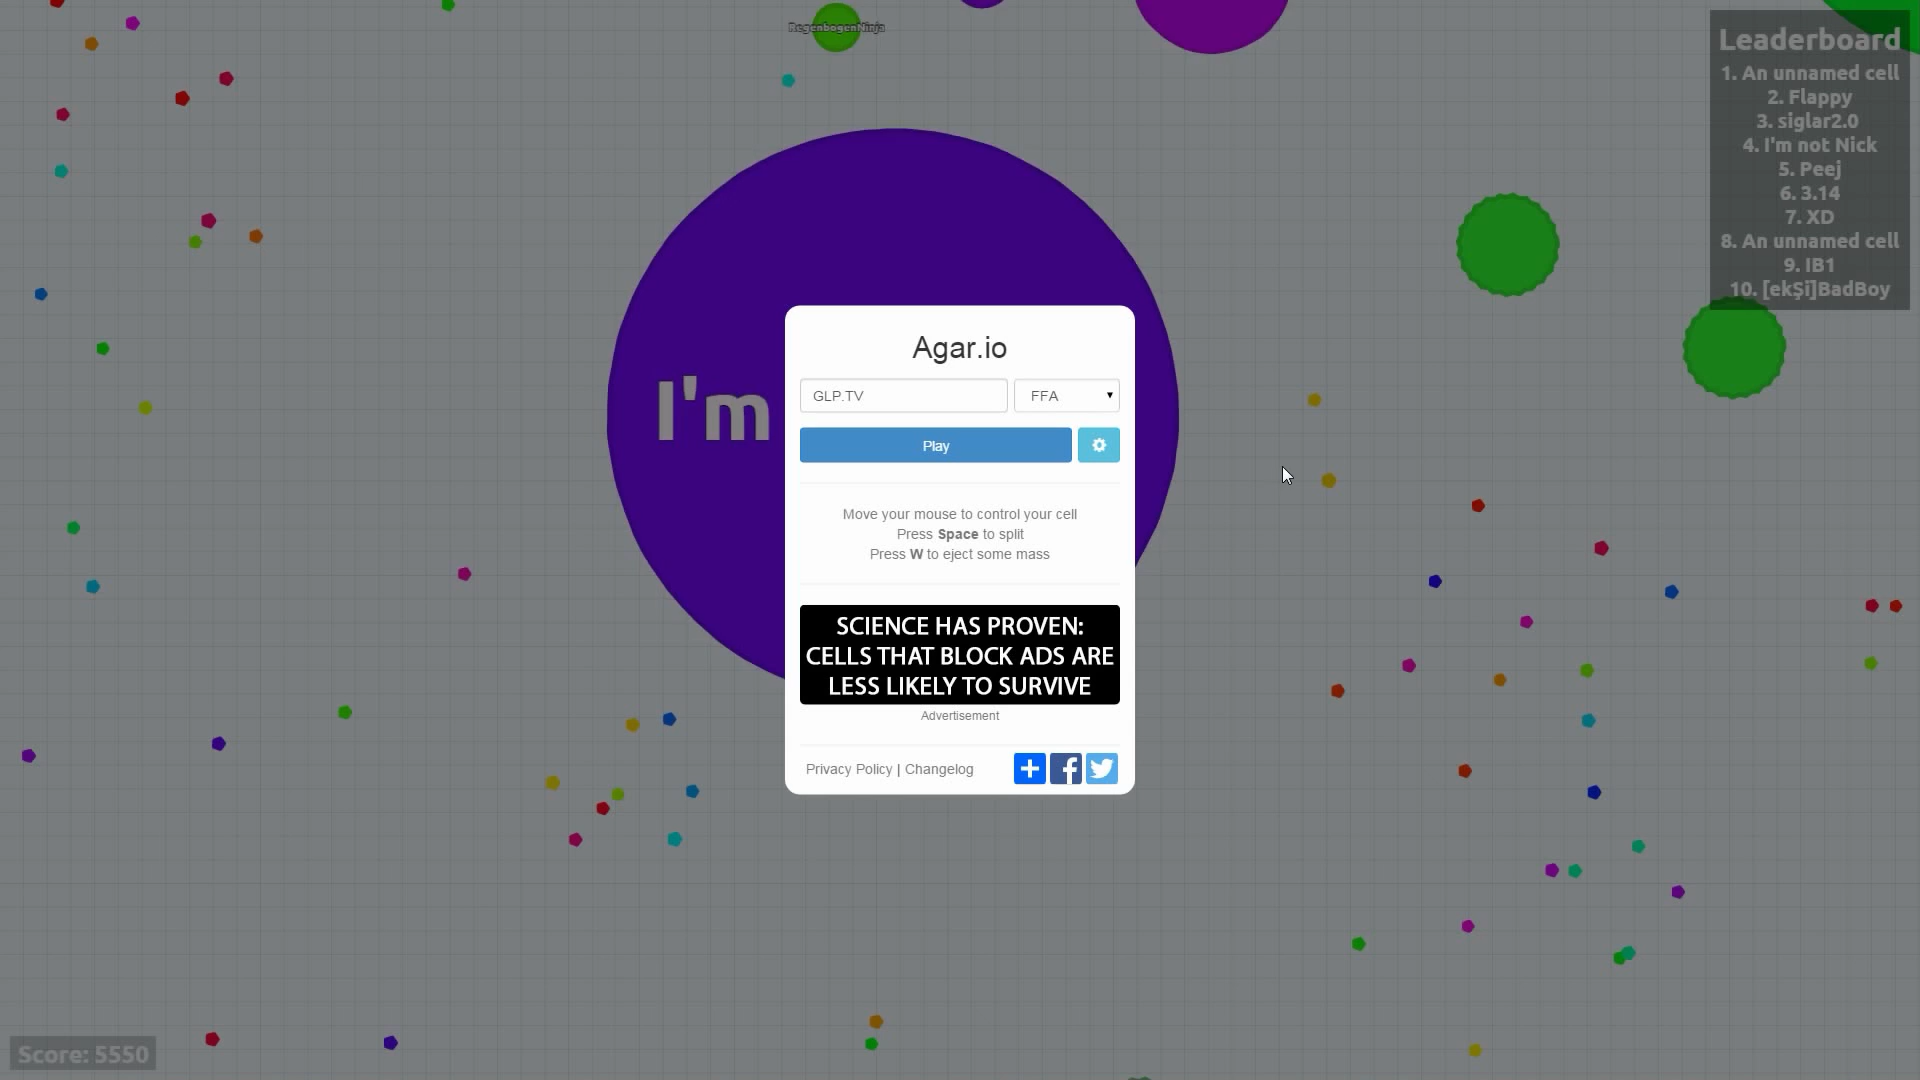 RegenbogenNinja
Leaderboard
1. An unnamed cell
2. Flappy
3. siglar2.0
4. I'm not Nick
5. Peej
6. 3.14
7. XD
8. An unnamed cell
9. IB1
10. [ekŞi]BadBoy
I'm
Agar.io
GLP.TV
FFA
Play
Move your mouse to control your cell
Press Space to split
Press W to eject some mass
SCIENCE HAS PROVEN:
CELLS THAT BLOCK ADS ARE
LESS LIKELY TO SURVIVE
Advertisement
Privacy Policy | Changelog
Score: 5550